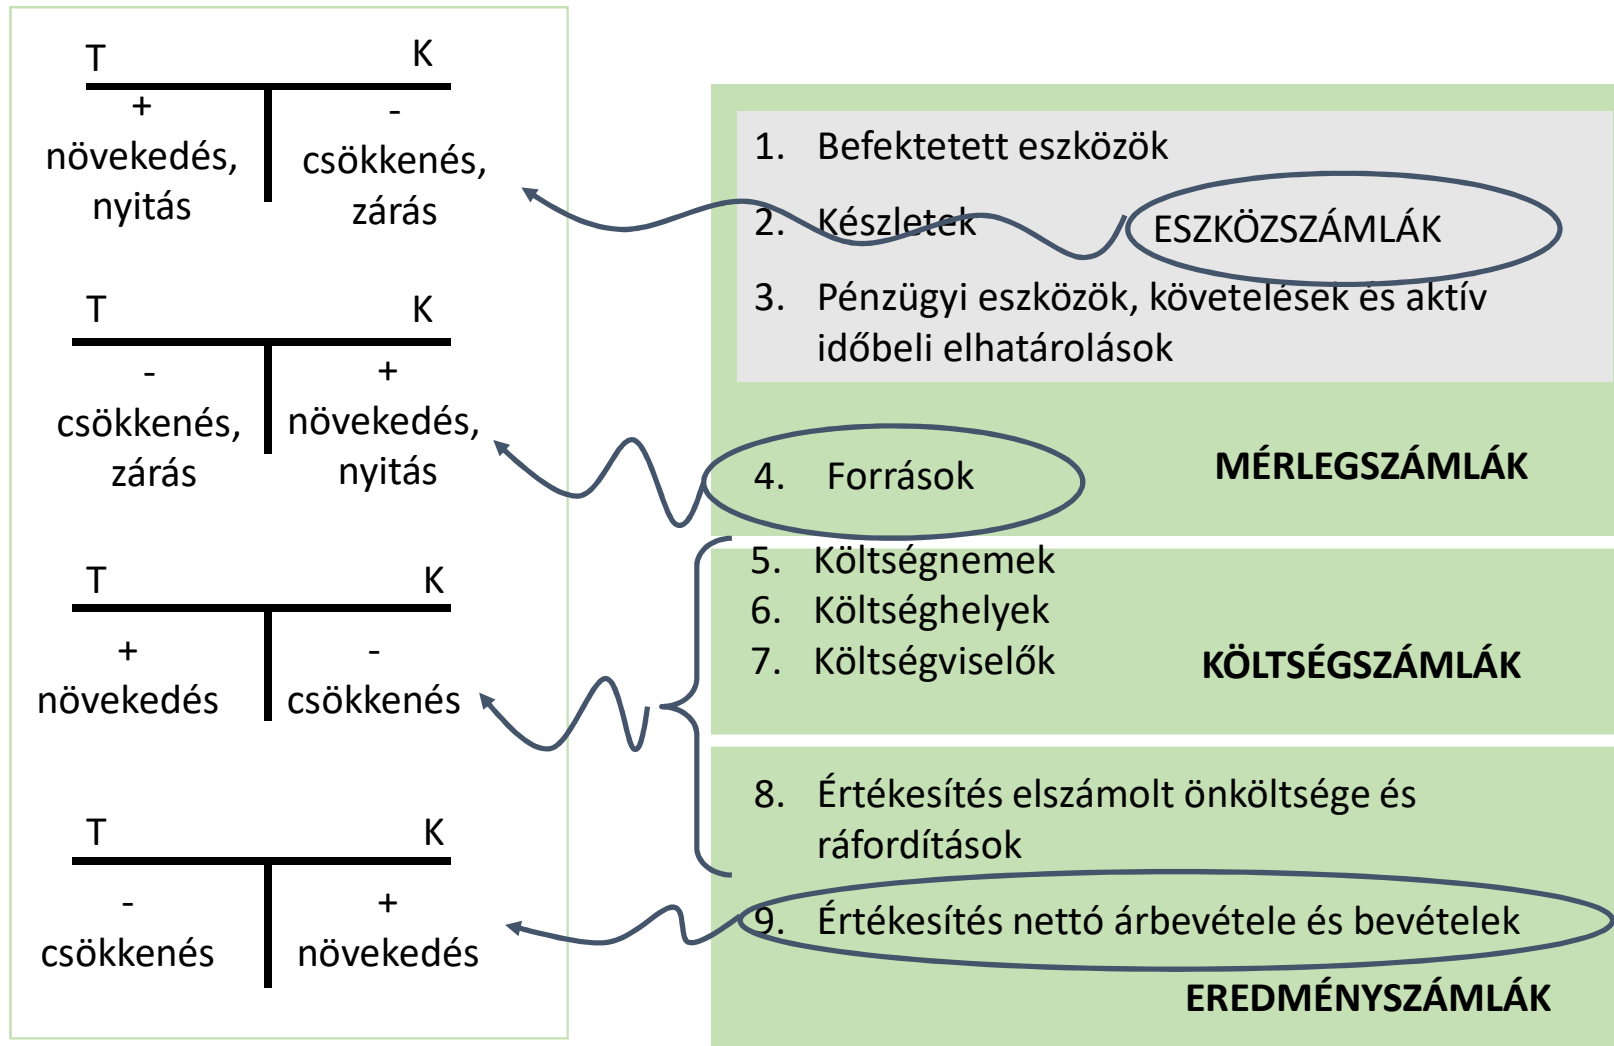 T K
+ -
növekedés, csökkenés,
nyitás zárás
T K
- +
csökkenés, növekedés,
zárás nyitás
T K
+ -
növekedés csökkenés
T K
- +
csökkenés növekedés
1. Befektetett eszközök
2. Készletek
ESZKÖZSZÁMLÁK
3. Pénzügyi eszközök, követelések és aktív
időbeli elhatárolások
4. Források
MÉRLEGSZÁMLÁK
5. Költségnemek
6. Költséghelyek
7. Költségviselők
KÖLTSÉGSZÁMLÁK
8. Értékesítés elszámolt önköltsége és
ráfordítások
9. Értékesítés nettó árbevétele és bevételek
EREDMÉNYSZÁMLÁK